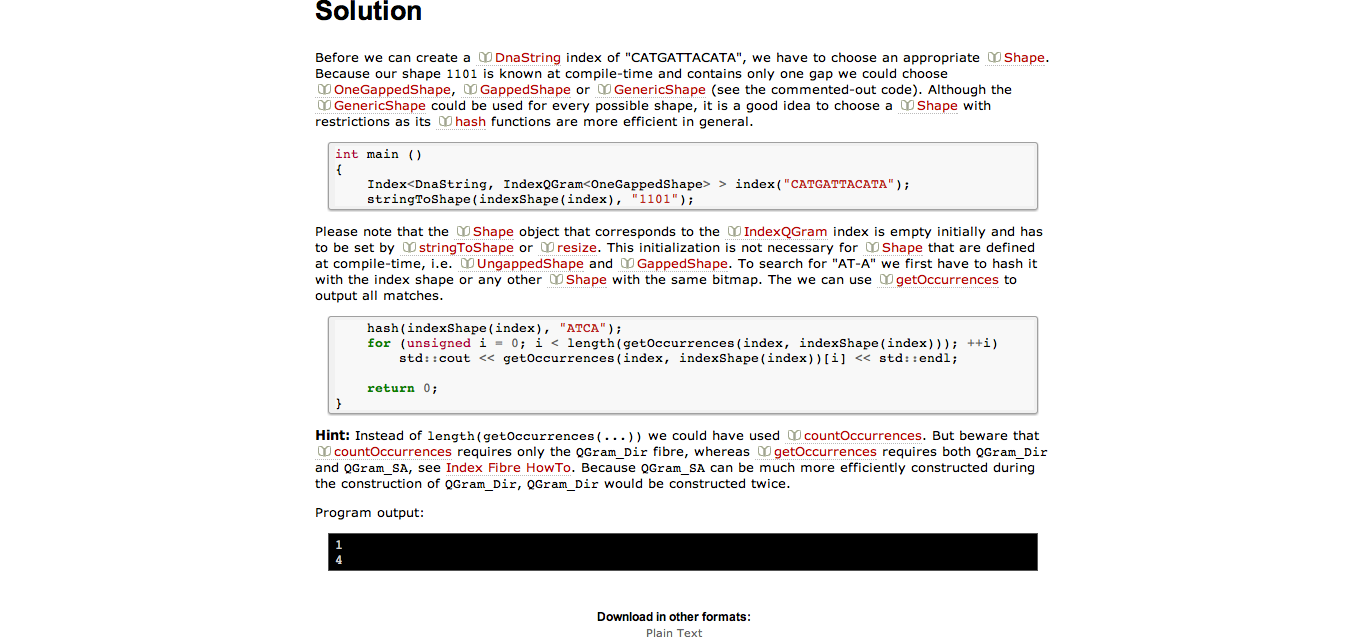 Solution
Before we can create a DnaString index of "CATGATTACATA", we have to choose an appropriate Shape.
Because our shape 1101 is known at compile-time and contains only one gap we could choose
OneGappedShape, GappedShape or GenericShape (see the commented-out code). Although the
GenericShape could be used for every possible shape, it is a good idea to choose a Shape with
restrictions as its hash functions are more efficient in general.
int main ()
{
    Index<DnaString, IndexQGram<OneGappedShape> > index("CATGATTACATA");
    stringToShape(indexShape(index), "1101");
Please note that the Shape object that corresponds to the IndexQGram index is empty initially and has
to be set by stringToShape or resize. This initialization is not necessary for Shape that are defined
at compile-time, i.e. UngappedShape and GappedShape. To search for "AT-A" we first have to hash it
with the index shape or any other Shape with the same bitmap. The we can use getOccurrences to
output all matches.
    hash(indexShape(index), "ATCA");
    for (unsigned i = 0; i < length(getOccurrences(index, indexShape(index))); ++i)
        std::cout << getOccurrences(index, indexShape(index))[i] << std::endl;
    return 0;
}
Hint: Instead of length(getOccurrences(...)) we could have used countOccurrences. But beware that
countOccurrences requires only the QGram_Dir fibre, whereas getOccurrences requires both QGram_Dir
and QGram_SA, see Index Fibre HowTo. Because QGram_SA can be much more efficiently constructed during
the construction of QGram_Dir, QGram_Dir would be constructed twice.
Program output:
1
4
Download in other formats:
Plain Text